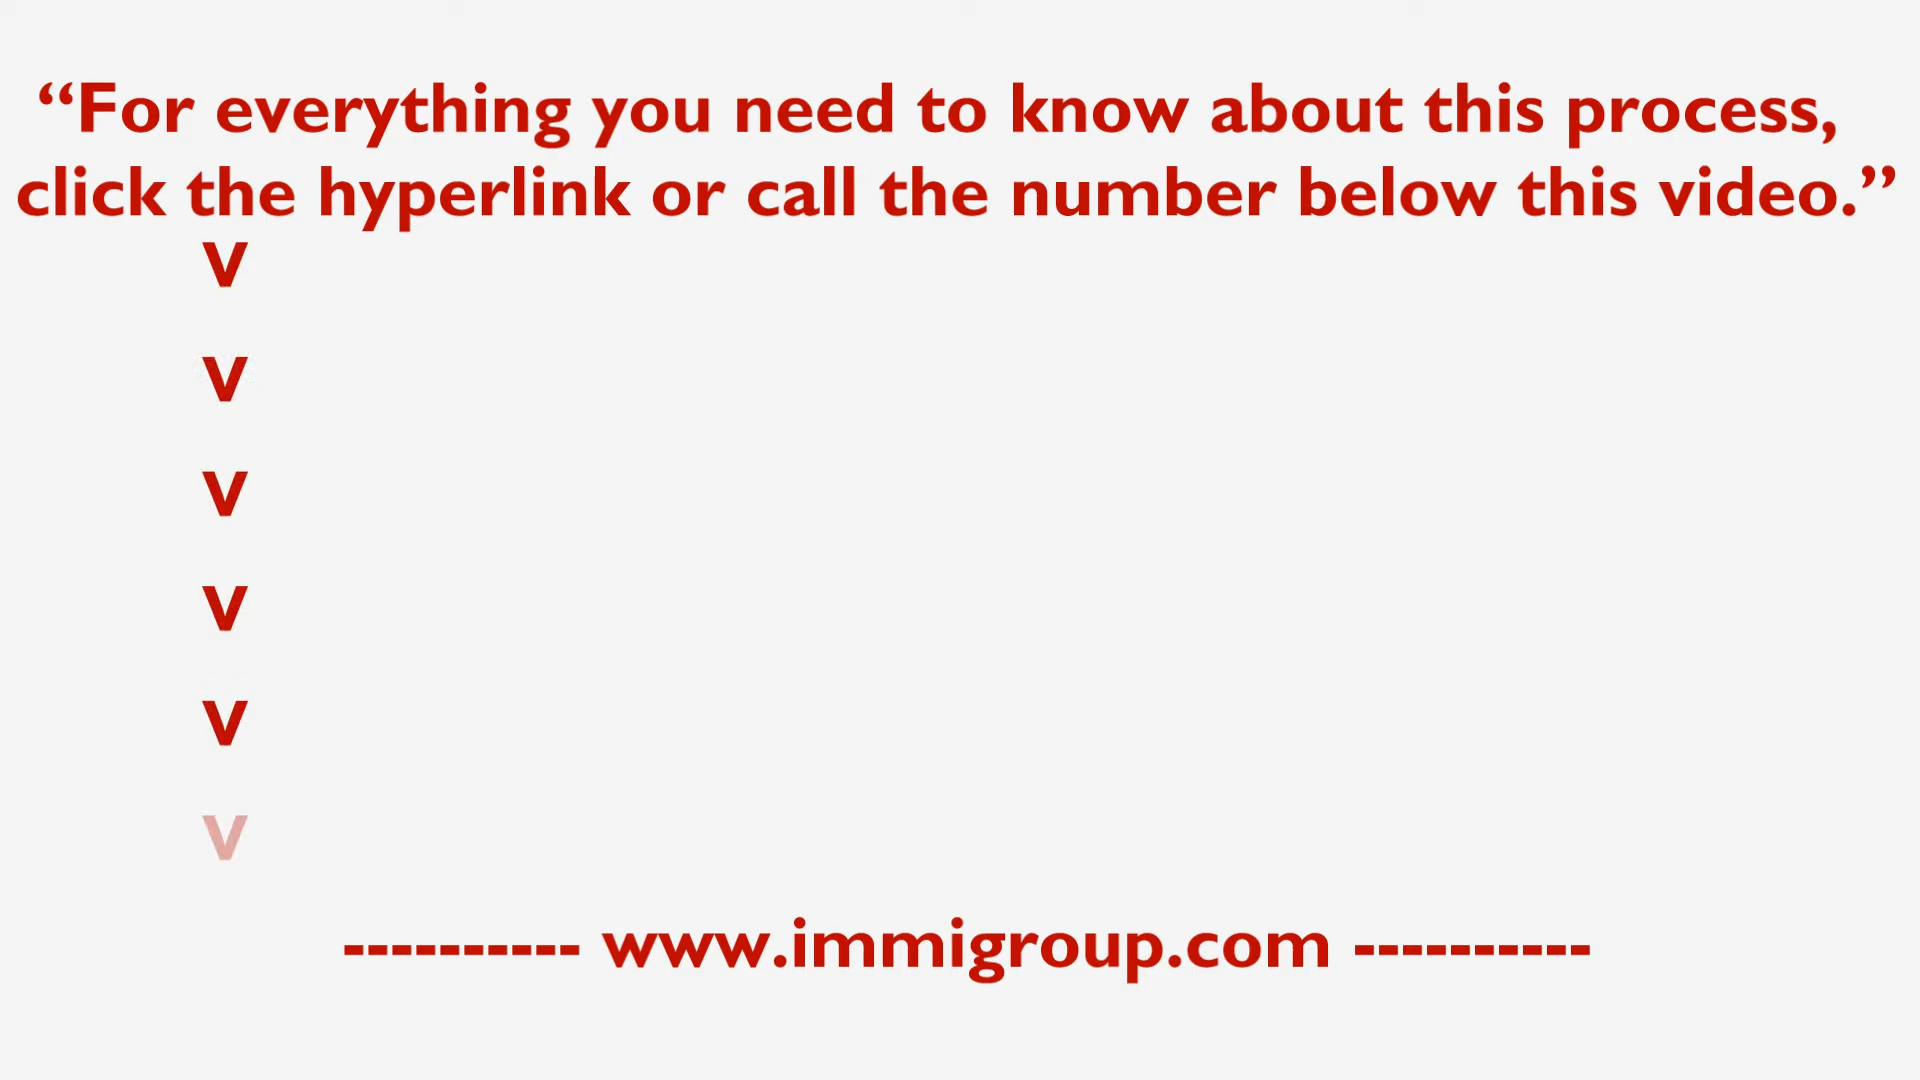 “For everything you need to know about this process,
click the hyperlink or call the number below this video.”
V
V
V
V
V
V
---------- www.immigroup.com ----------